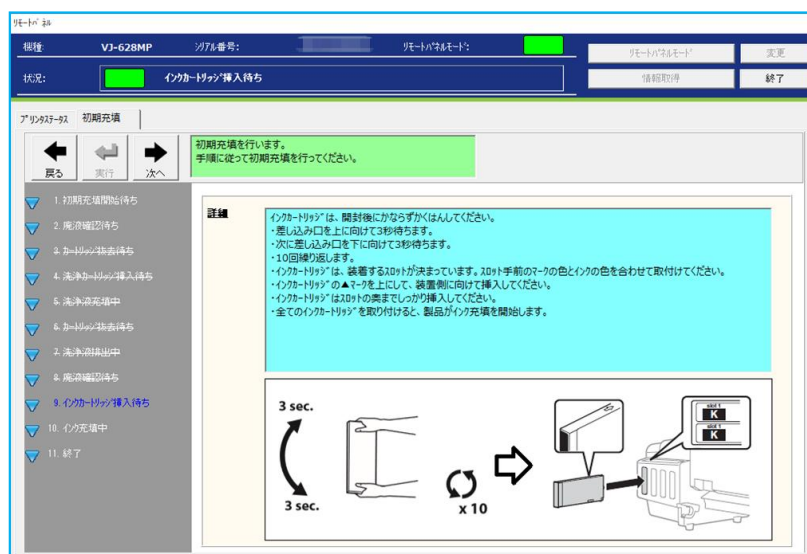 リモートパネル
機種: VJ-628MP シリアル番号: リモートパネルモード: リモートパネルモード 変更
状況: インクカートリッジ挿入待ち 情報取得 終了
プリンタステータス 初期充填
戻る 実行 次へ
初期充填を行います。
手順に従って初期充填を行ってください。
1. 初期充填開始待ち
2. 廃液確認待ち
3. カートリッジ抜去待ち
4. 洗浄カートリッジ挿入待ち
5. 洗浄液充填中
6. カートリッジ抜去待ち
7. 洗浄液排出中
8. 廃液確認待ち
9. インクカートリッジ挿入待ち
10. インク充填中
11. 終了
詳細
インクカートリッジは、開封後にかならずかくはんしてください。
・差し込み口を上に向けて3秒待ちます。
・次に差し込み口を下に向けて3秒待ちます。
・10回繰り返します。
・インクカートリッジは、装着するスロットが決まっています。スロット手前のマークの色とインクの色を合わせて取付けてください。
・インクカートリッジの▲マークを上にして、装置側に向けて挿入してください。
・インクカートリッジはスロットの奥までしっかり挿入してください。
・全てのインクカートリッジを取り付けると、製品がインク充填を開始します。
3 sec.
3 sec.
x 10
slot 1
K
slot 1
K